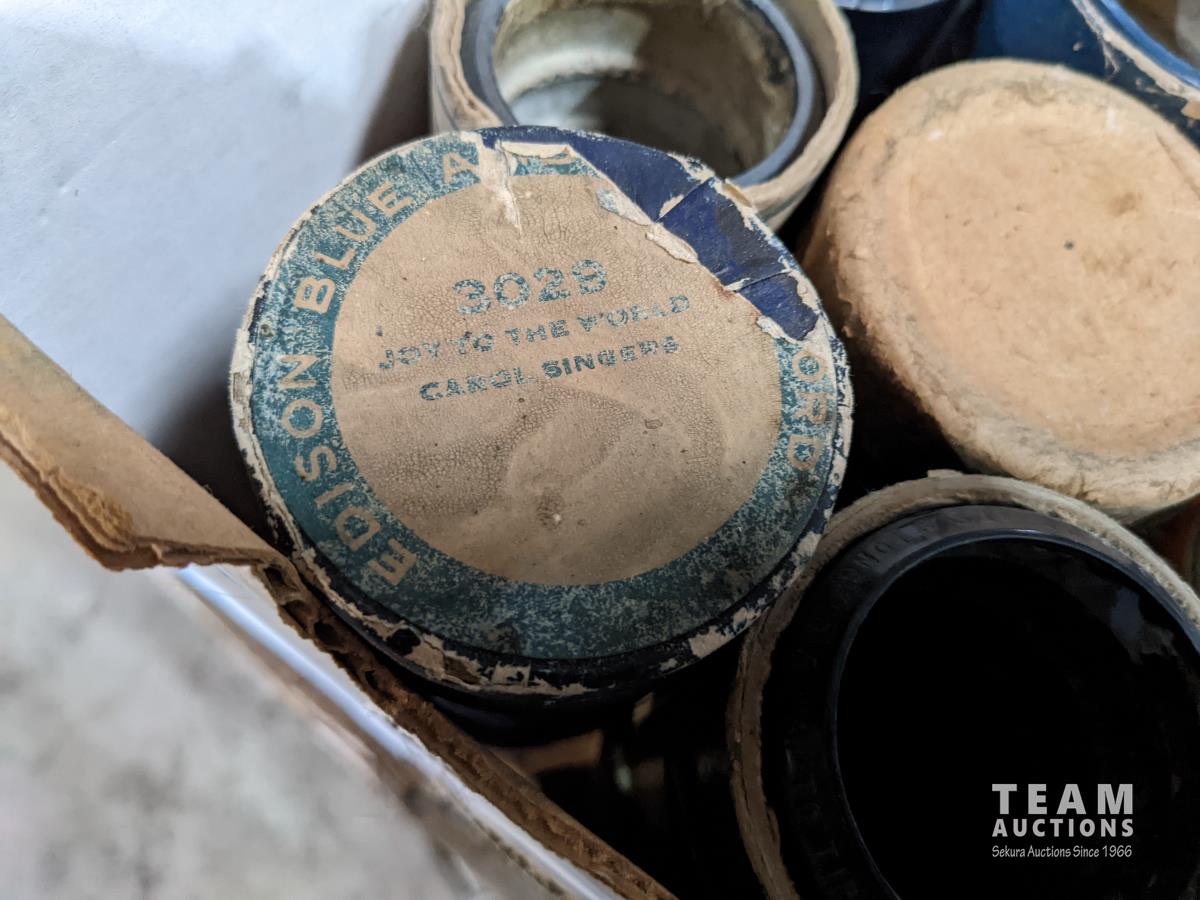 EDISON BLUE A ORD
3029
JOY TO THE WORLD
CAROL SINGERS
TEAM
AUCTIONS
Sekura Auctions Since 1966